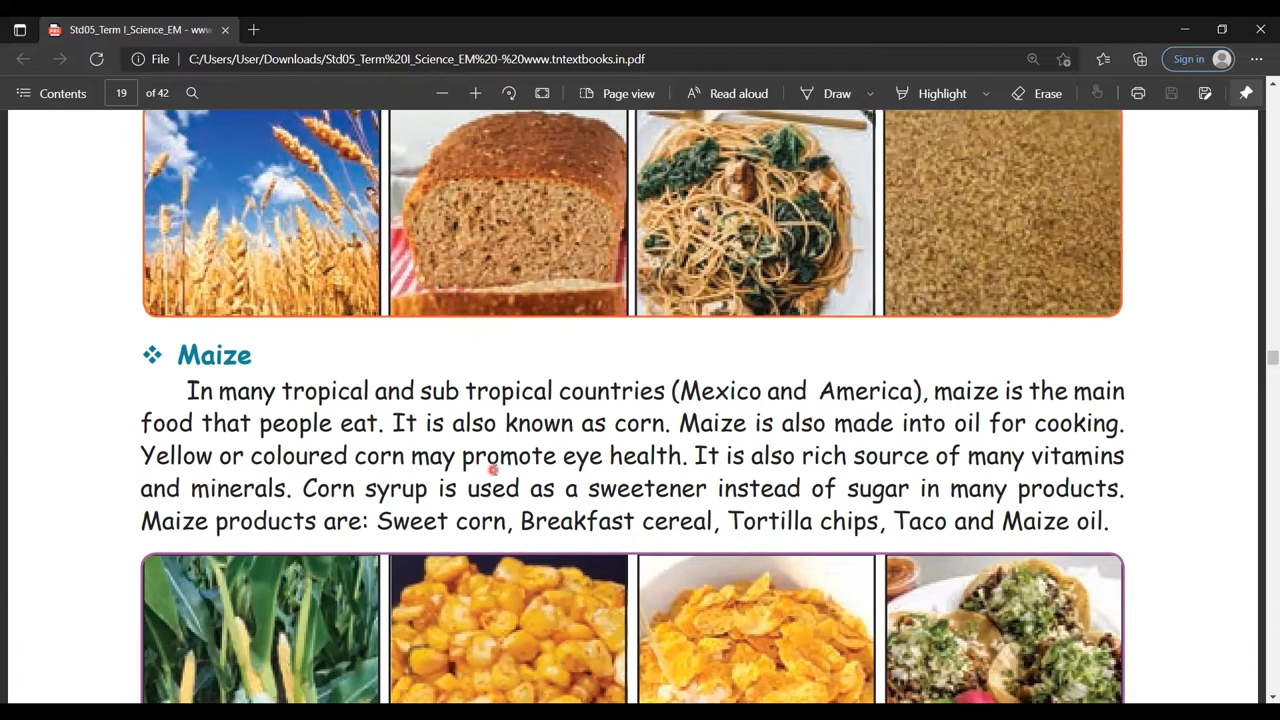 Std05_Term I_Science_EM - www
File
C:/Users/User/Downloads/Std05_Term%20I_Science_EM%20-%20www.tntextbooks.in.pdf
Sign in
Contents
19
of 42
Page view
Read aloud
Draw
Highlight
Erase
❖ Maize
In many tropical and sub tropical countries (Mexico and America), maize is the main
food that people eat. It is also known as corn. Maize is also made into oil for cooking.
Yellow or coloured corn may promote eye health. It is also rich source of many vitamins
and minerals. Corn syrup is used as a sweetener instead of sugar in many products.
Maize products are: Sweet corn, Breakfast cereal, Tortilla chips, Taco and Maize oil.